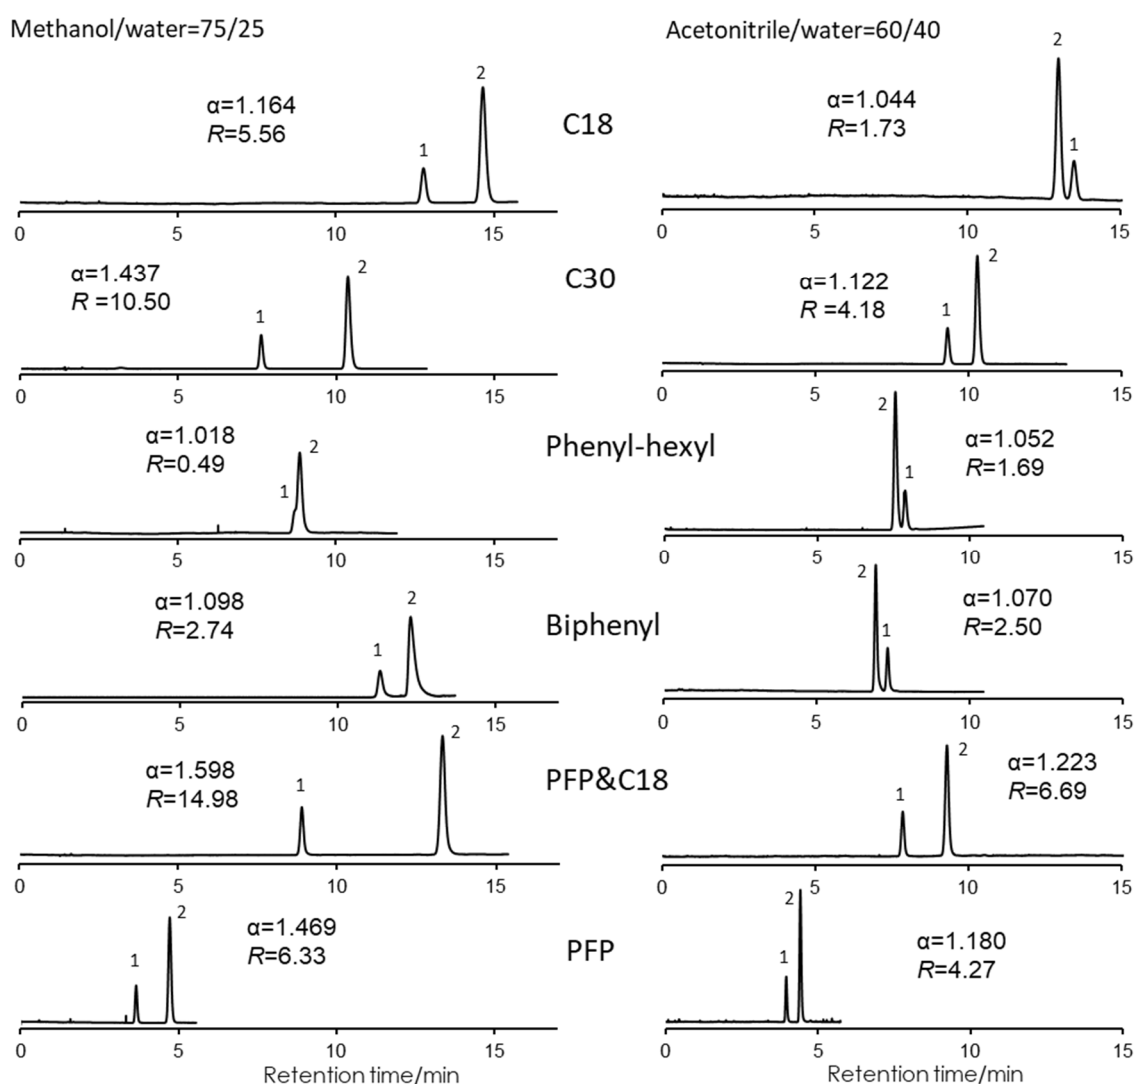 Methanol/water=75/25
Acetonitrile/water=60/40
α=1.164
R=5.56
1
2
C18
α=1.044
R=1.73
2
1
0 5 10 15
0 5 10 15
α=1.437
R =10.50
1
2
C30
α=1.122
R =4.18
1
2
0 5 10 15
0 5 10 15
α=1.018
R=0.49
1
2
Phenyl-hexyl
2
1
α=1.052
R=1.69
0 5 10 15
0 5 10 15
α=1.098
R=2.74
1
2
Biphenyl
2
1
α=1.070
R=2.50
0 5 10 15
0 5 10 15
α=1.598
R=14.98
1
2
PFP&C18
1
2
α=1.223
R=6.69
0 5 10 15
0 5 10 15
1
2
α=1.469
R=6.33
PFP
1
2
α=1.180
R=4.27
0 5 10 15
0 5 10 15
Retention time/min
Retention time/min